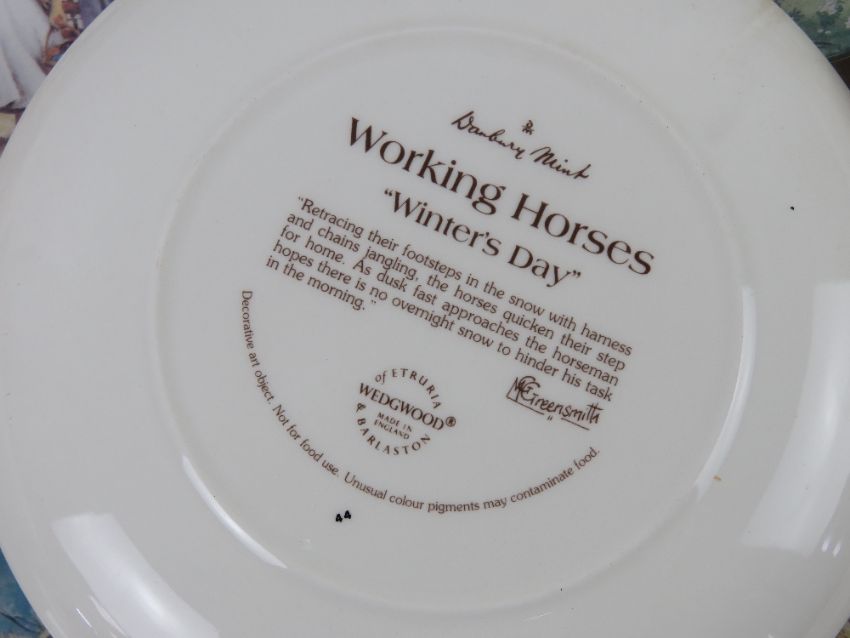 Danbury Mint
Working Horses
"Winter's Day"
"Retracing their footsteps in the snow with harness
and chains jangling, the horses quicken their step
for home. As dusk fast approaches the horseman
hopes there is no overnight snow to hinder his task
in the morning."
of ETRURIA
WEDGWOOD®
MADE IN
ENGLAND
& BARLASTON
Greensmith
Decorative art object. Not for food use. Unusual colour pigments may contaminate food.
44